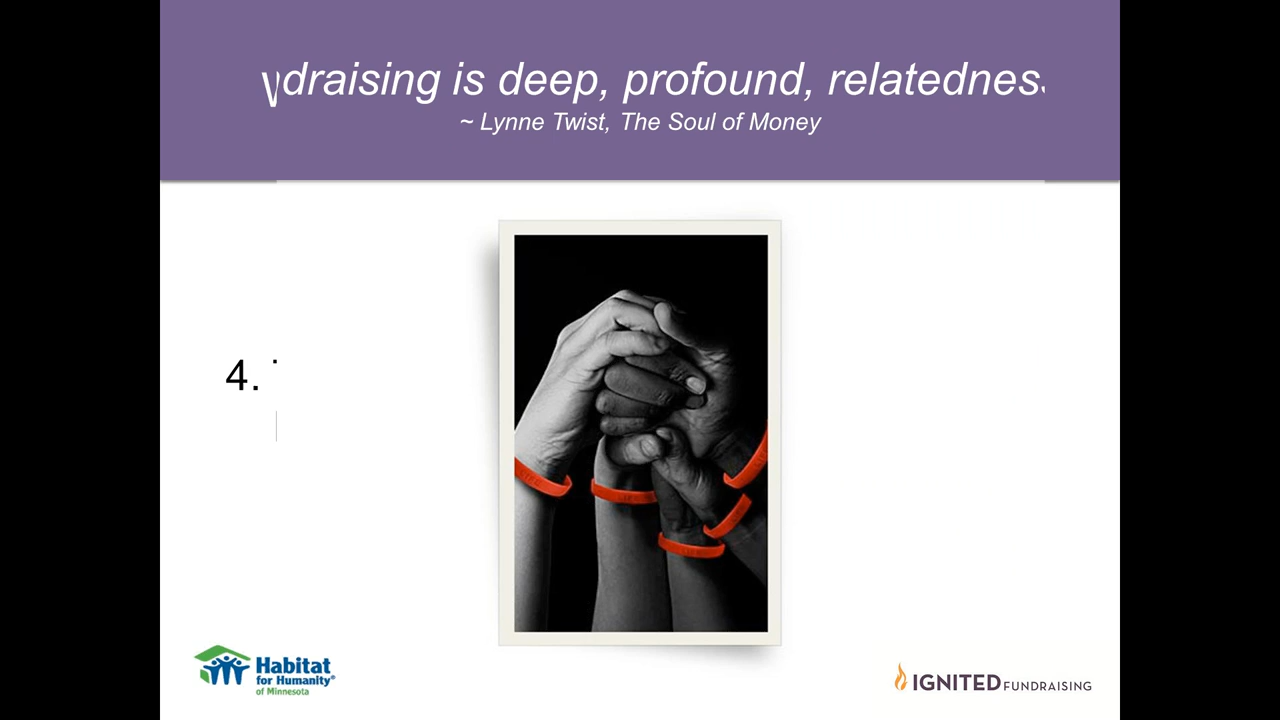 draising is deep, profound, relatednes
~ Lynne Twist, The Soul of Money
4.
Habitat
for Humanity®
of Minnesota
IGNITED FUNDRAISING